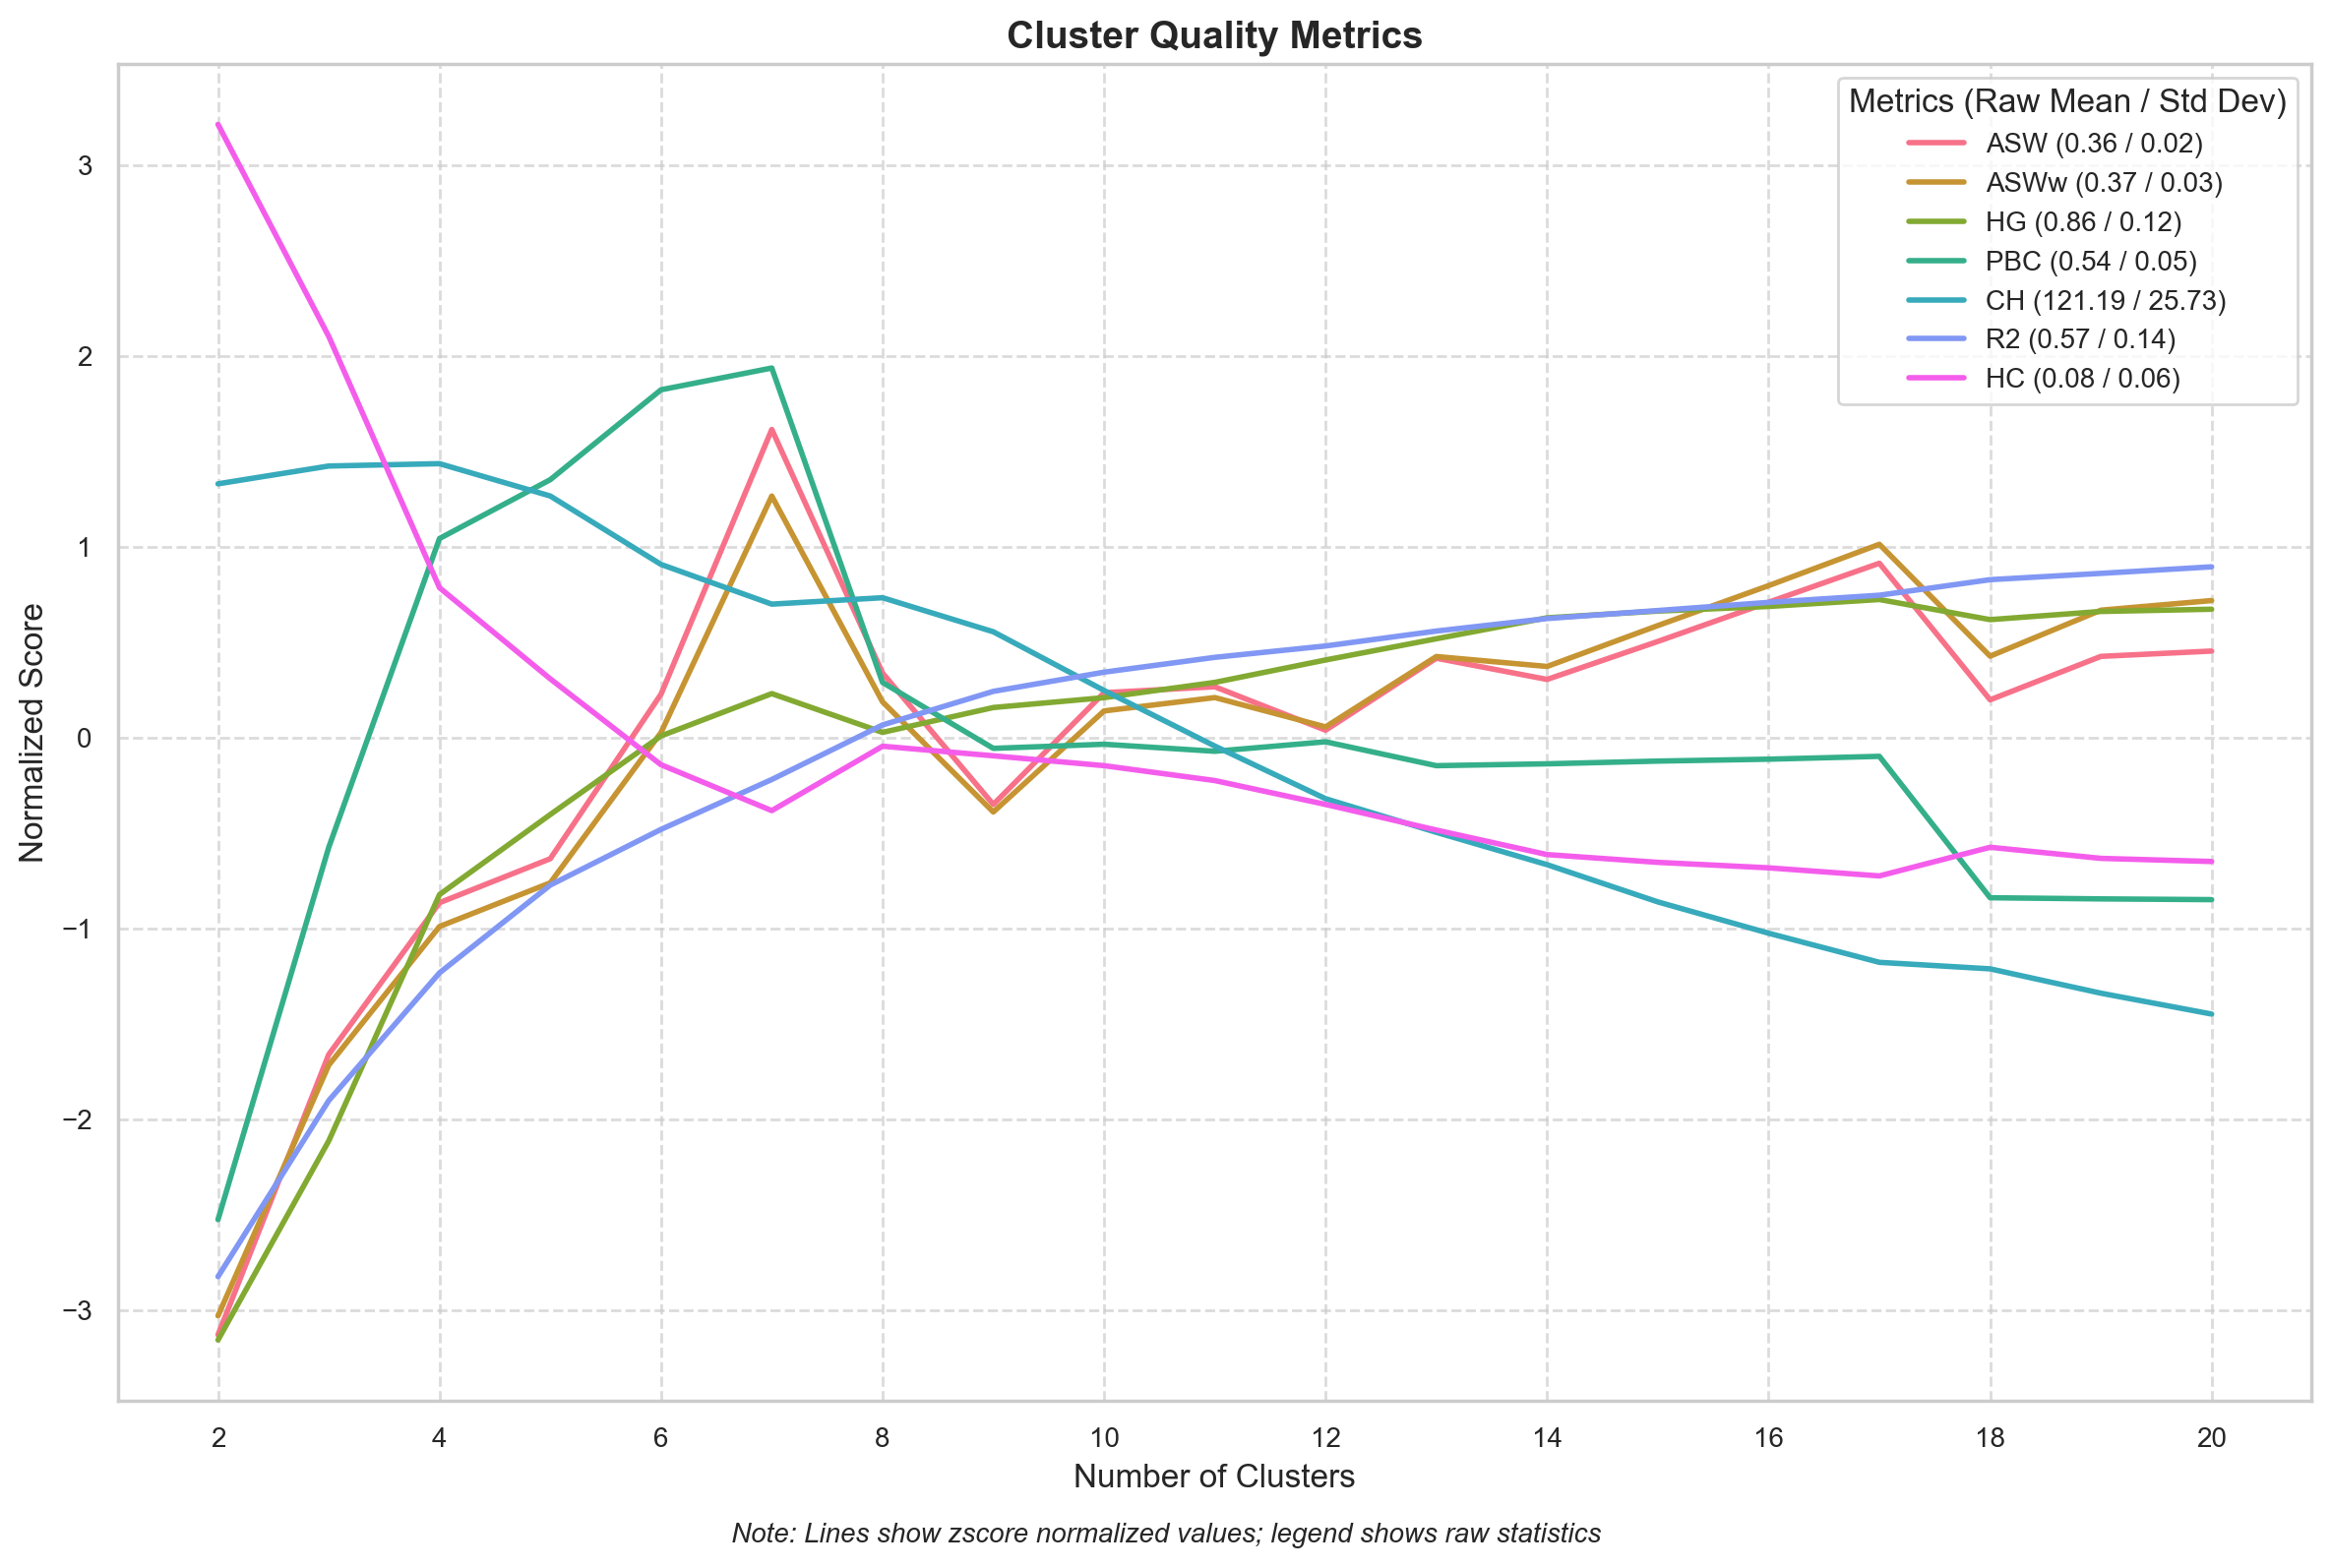 Cluster Quality Metrics
Metrics (Raw Mean / Std Dev)
ASW (0.36 / 0.02)
ASWw (0.37 / 0.03)
HG (0.86 / 0.12)
PBC (0.54 / 0.05)
CH (121.19 / 25.73)
R2 (0.57 / 0.14)
HC (0.08 / 0.06)
Normalized Score
3
2
1
0
−1
−2
−3
2 4 6 8 10 12 14 16 18 20
Number of Clusters
Note: Lines show zscore normalized values; legend shows raw statistics